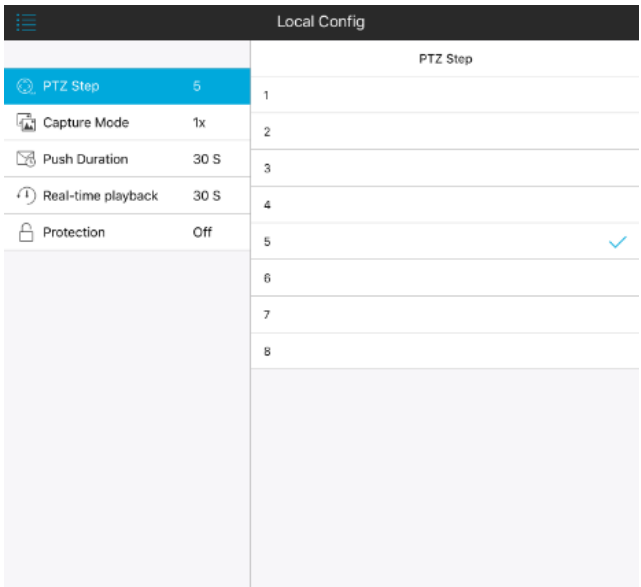 Local Config
PTZ Step 5
Capture Mode 1x
Push Duration 30 S
Real-time playback 30 S
Protection Off
PTZ Step
1
2
3
4
5
6
7
8